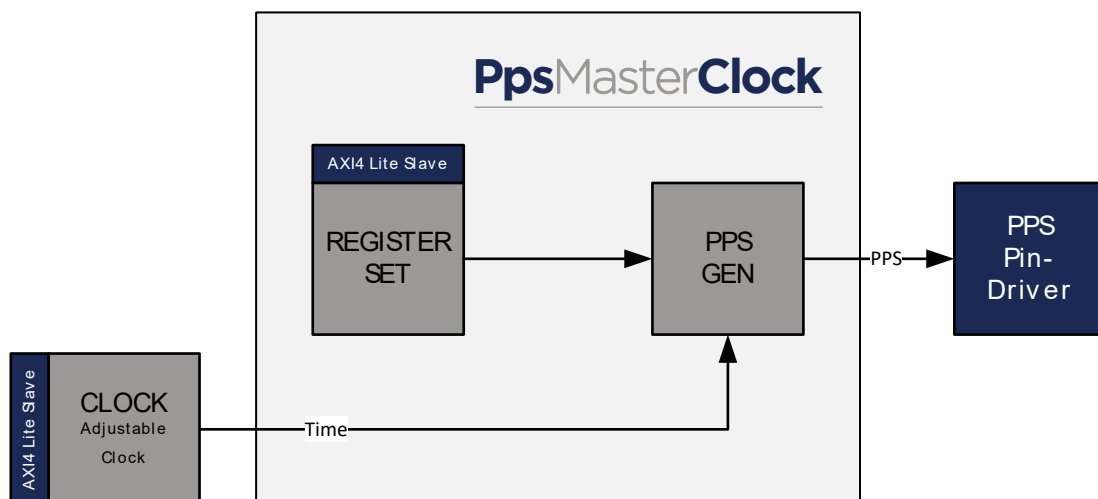 PpsMasterClock
AXI4 Lite Slave
REGISTER
SET
PPS
GEN
PPS
PPS
Pin-
Driver
AXI4 Lite Slave
CLOCK
Adjustable
Clock
Time